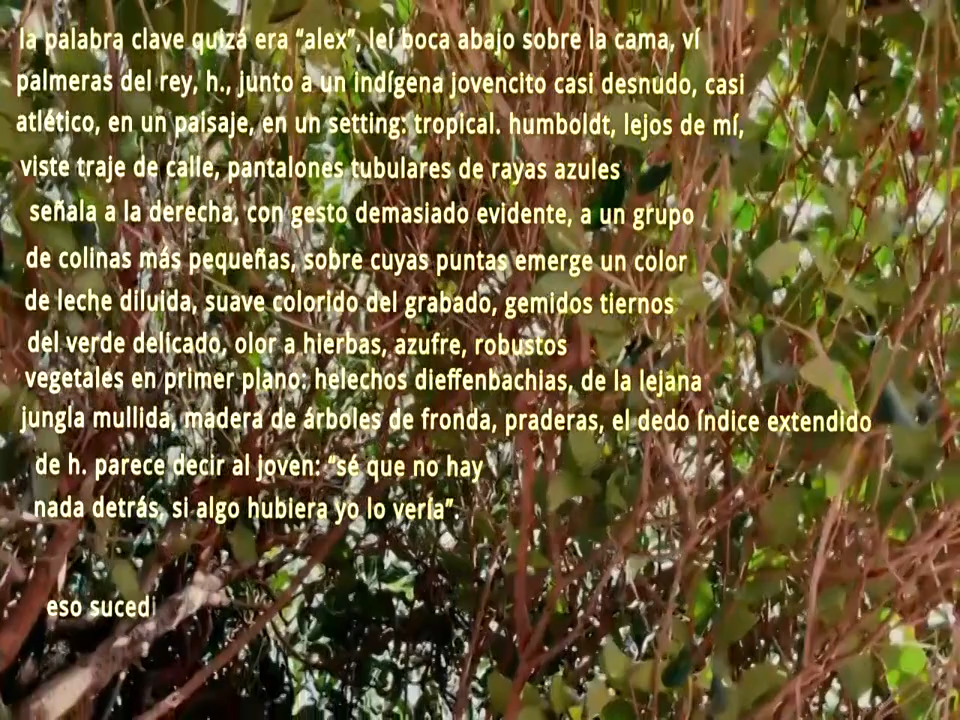 la palabra clave quizá era “alex”, leí boca abajo sobre la cama, ví
palmeras del rey, h., junto a un indígena jovencito casi desnudo, casi
atlético, en un paisaje, en un setting: tropical. humboldt, lejos de mí,
viste traje de calle, pantalones tubulares de rayas azules
señala a la derecha, con gesto demasiado evidente, a un grupo
de colinas más pequeñas, sobre cuyas puntas emerge un color
de leche diluida, suave colorido del grabado, gemidos tiernos
del verde delicado, olor a hierbas, azufre, robustos
vegetales en primer plano: helechos dieffenbachias, de la lejana
jungla mullida, madera de árboles de fronda, praderas, el dedo índice extendido
de h. parece decir al joven: “sé que no hay
nada detrás, si algo hubiera yo lo vería”.
eso sucedi